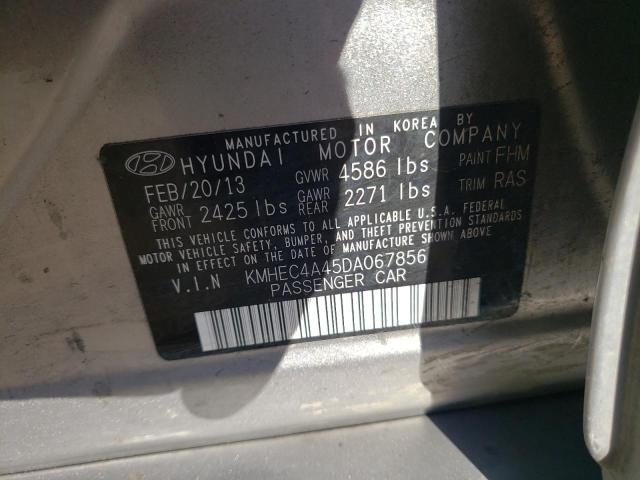 MANUFACTURED IN KOREA BY
HYUNDAI MOTOR COMPANY
FEB/20/13 GVWR 4586 lbs PAINT FHM
GAWR FRONT 2425 lbs GAWR REAR 2271 lbs TRIM RAS
THIS VEHICLE CONFORMS TO ALL APPLICABLE U.S.A. FEDERAL
MOTOR VEHICLE SAFETY, BUMPER, AND THEFT PREVENTION STANDARDS
IN EFFECT ON THE DATE OF MANUFACTURE SHOWN ABOVE.
V.I.N KMHEC4A45DA067856
PASSENGER CAR